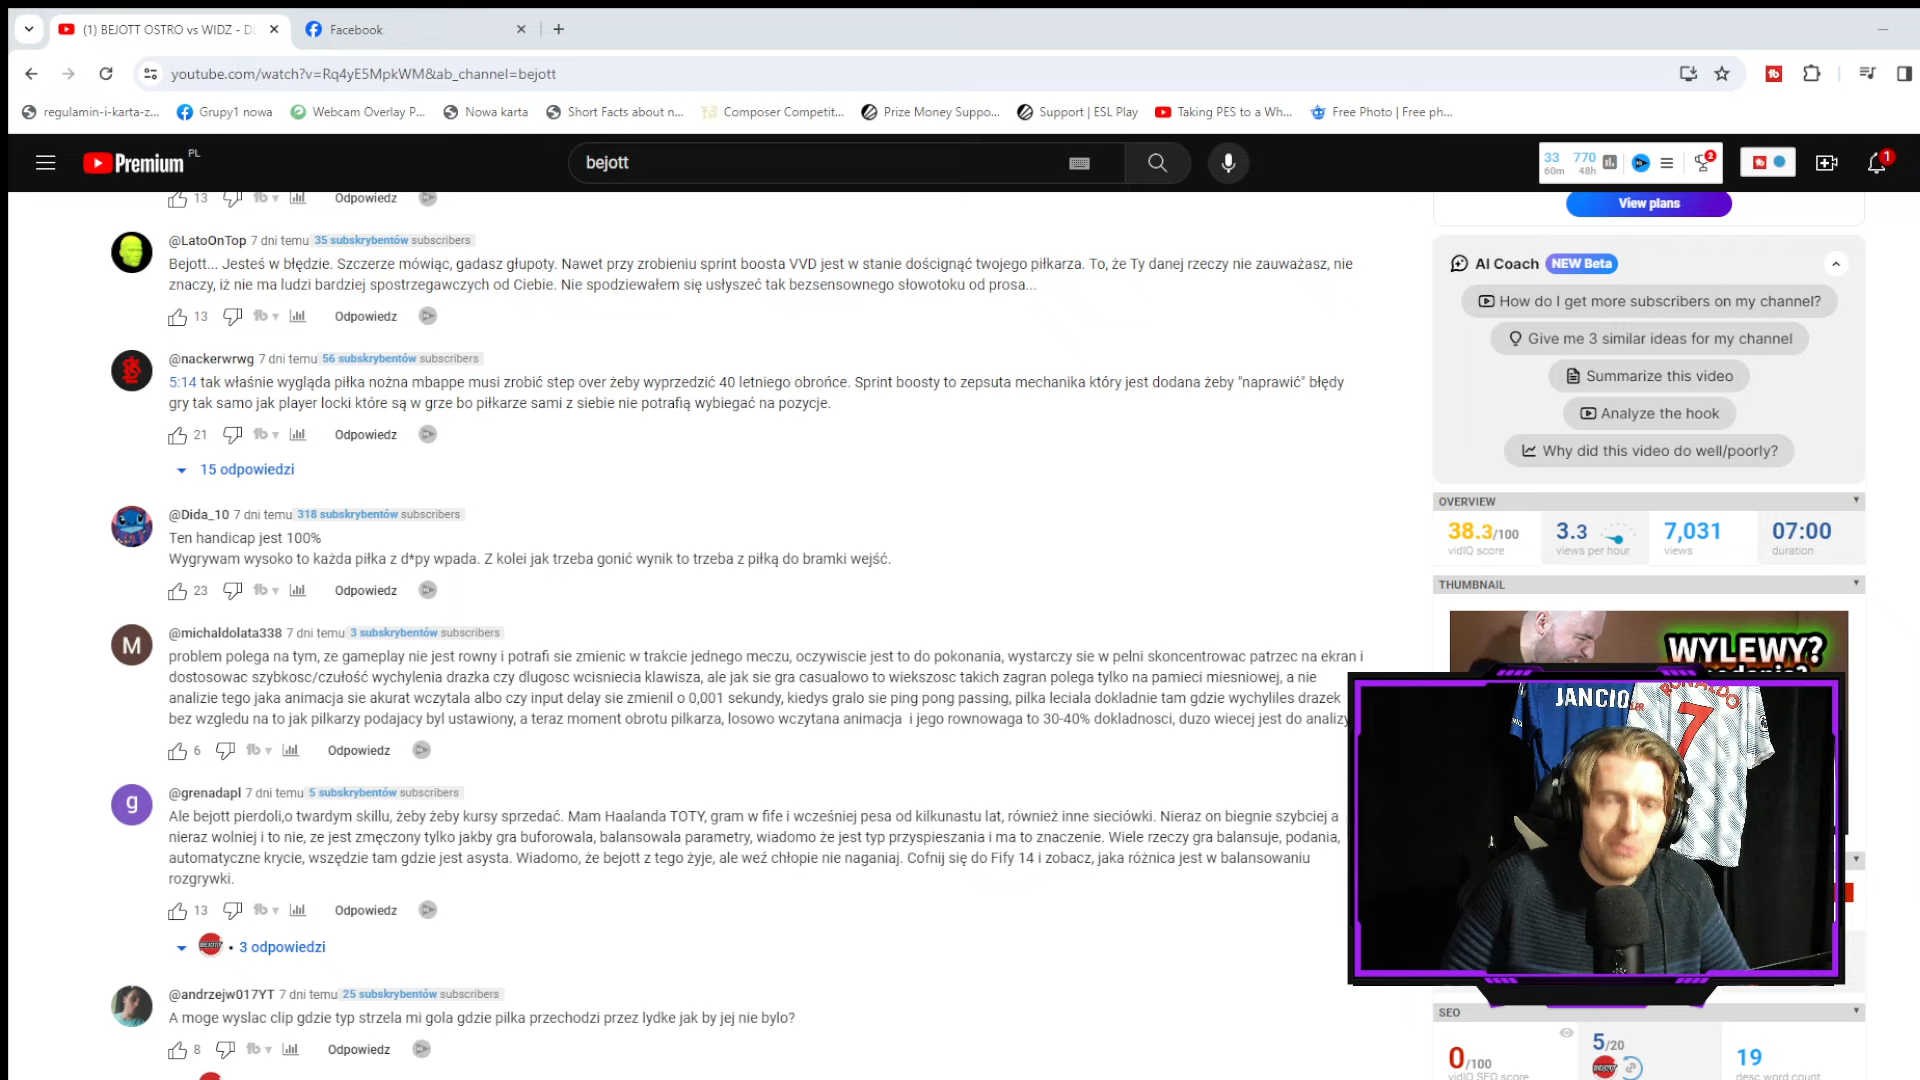 (1) BEJOTT OSTRO vs WIDZ - D
Facebook
youtube.com/watch?v=Rq4yE5MpkWM&ab_channel=bejott
regulamin-i-karta-z...
Grupy1 nowa
Webcam Overlay P...
Nowa karta
Short Facts about n...
Composer Competit...
Prize Money Suppo...
Support | ESL Play
Taking PES to a Wh...
Free Photo | Free ph...
Premium PL
bejott
33 770
60m 48h
2
1
13 Odpowiedz
View plans
@LatoOnTop 7 dni temu 35 subskrybentów subscribers
Bejott... Jesteś w błędzie. Szczerze mówiąc, gadasz głupoty. Nawet przy zrobieniu sprint boosta VVD jest w stanie doścignąć twojego piłkarza. To, że Ty danej rzeczy nie zauważasz, nie
znaczy, iż nie ma ludzi bardziej spostrzegawczych od Ciebie. Nie spodziewałem się usłyszeć tak bezsensownego słowotoku od prosa...
13 Odpowiedz
@nackerwrwg 7 dni temu 56 subskrybentów subscribers
5:14 tak właśnie wygląda piłka nożna mbappe musi zrobić step over żeby wyprzedzić 40 letniego obrońce. Sprint boosty to zepsuta mechanika który jest dodana żeby "naprawić" błędy
gry tak samo jak player locki które są w grze bo piłkarze sami z siebie nie potrafią wybiegać na pozycje.
21 Odpowiedz
15 odpowiedzi
@Dida_10 7 dni temu 318 subskrybentów subscribers
Ten handicap jest 100%
Wygrywam wysoko to każda piłka z d*py wpada. Z kolei jak trzeba gonić wynik to trzeba z piłką do bramki wejść.
23 Odpowiedz
@michaldolata338 7 dni temu 3 subskrybentów subscribers
problem polega na tym, ze gameplay nie jest rowny i potrafi sie zmienic w trakcie jednego meczu, oczywiscie jest to do pokonania, wystarczy sie w pelni skoncentrowac patrzec na ekran i
dostosowac szybkosc/czułość wychylenia drazka czy dlugosc wcisniecia klawisza, ale jak sie gra casualowo to wiekszosc takich zagran polega tylko na pamieci miesniowej, a nie
analizie tego jaka animacja sie akurat wczytala albo czy input delay sie zmienil o 0,001 sekundy, kiedys gralo sie ping pong passing, pilka leciala dokladnie tam gdzie wychyliles drazek
bez wzgledu na to jak pilkarzy podajacy byl ustawiony, a teraz moment obrotu pilkarza, losowo wczytana animacja i jego rownowaga to 30-40% dokladnosci, duzo wiecej jest do analizy
6 Odpowiedz
@grenadapl 7 dni temu 5 subskrybentów subscribers
Ale bejott pierdoli,o twardym skillu, żeby żeby kursy sprzedać. Mam Haalanda TOTY, gram w fife i wcześniej pesa od kilkunastu lat, również inne sieciówki. Nieraz on biegnie szybciej a
nieraz wolniej i to nie, ze jest zmęczony tylko jakby gra buforowala, balansowala parametry, wiadomo że jest typ przyspieszania i ma to znaczenie. Wiele rzeczy gra balansuje, podania,
automatyczne krycie, wszędzie tam gdzie jest asysta. Wiadomo, że bejott z tego żyje, ale weź chłopie nie naganiaj. Cofnij się do Fify 14 i zobacz, jaka różnica jest w balansowaniu
rozgrywki.
13 Odpowiedz
3 odpowiedzi
@andrzejw017YT 7 dni temu 25 subskrybentów subscribers
A moge wyslac clip gdzie typ strzela mi gola gdzie pilka przechodzi przez lydke jak by jej nie bylo?
8 Odpowiedz
AI Coach NEW Beta
How do I get more subscribers on my channel?
Give me 3 similar ideas for my channel
Summarize this video
Analyze the hook
Why did this video do well/poorly?
OVERVIEW
38.3/100 3.3 7,031 07:00
vidIQ score views per hour views duration
THUMBNAIL
WYLEWY?
JANCIO
RONALDO
7
SEO
0/100 5/20 19
vidIQ SEO score desc word count